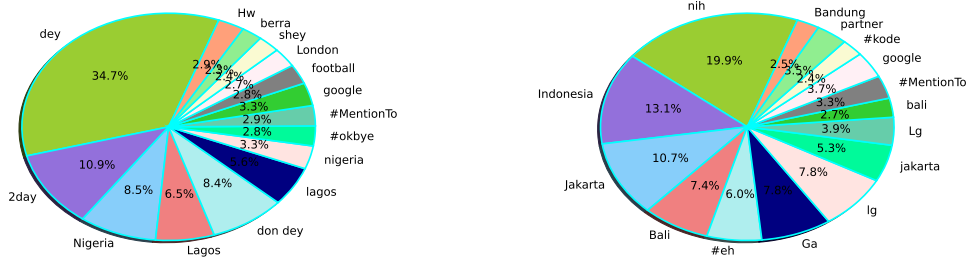 dey
Hw
berra
shey
London
football
google
#MentionTo
#okbye
nigeria
lagos
don dey
Lagos
Nigeria
2day
34.7%
2.9%
2.3%
2.4%
2.7%
2.8%
3.3%
2.9%
2.8%
3.3%
5.6%
8.4%
6.5%
8.5%
10.9%
nih
Bandung
partner
#kode
google
#MentionTo
bali
Lg
jakarta
lg
Ga
#eh
Bali
Jakarta
Indonesia
19.9%
2.5%
3.5%
2.4%
3.7%
3.3%
2.7%
3.9%
5.3%
7.8%
6.0%
7.4%
10.7%
13.1%